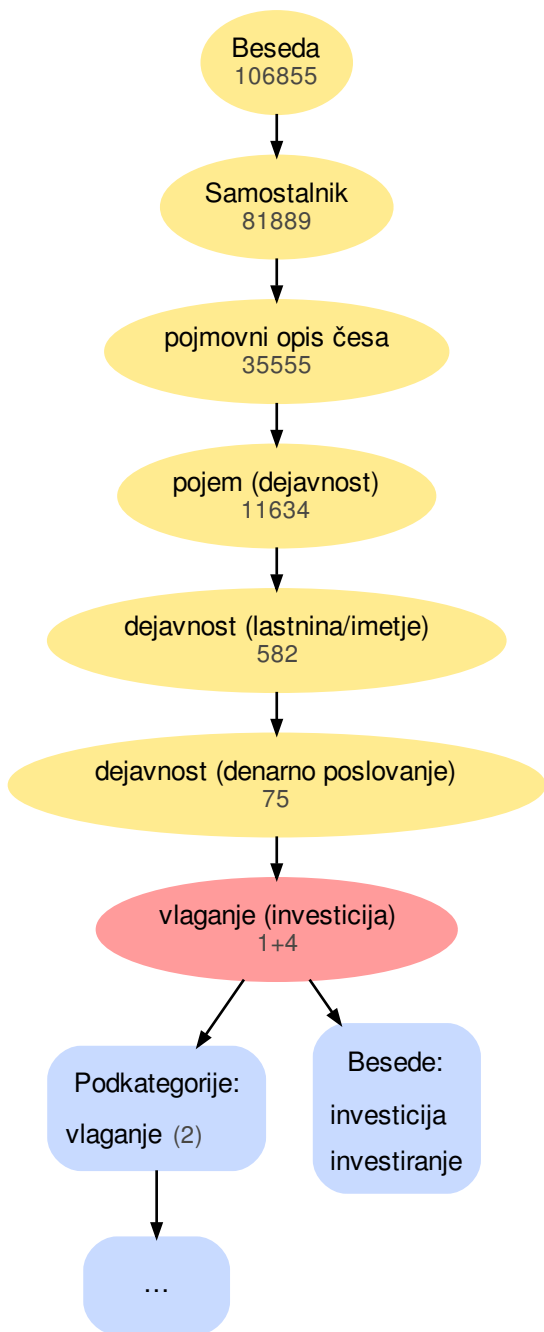 Beseda
106855
Samostalnik
81889
pojmovni opis česa
35555
pojem (dejavnost)
11634
dejavnost (lastnina/imetje)
582
dejavnost (denarno poslovanje)
75
vlaganje (investicija)
1+4
Podkategorije:
vlaganje (2)
Besede:
investicija
investiranje
...